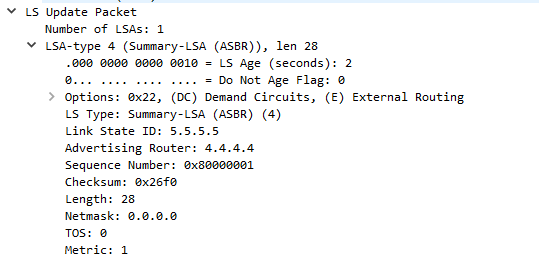 LS Update Packet
Number of LSAs: 1
LSA-type 4 (Summary-LSA (ASBR)), len 28
.000 0000 0000 0010 = LS Age (seconds): 2
0... .... .... .... = Do Not Age Flag: 0
Options: 0x22, (DC) Demand Circuits, (E) External Routing
LS Type: Summary-LSA (ASBR) (4)
Link State ID: 5.5.5.5
Advertising Router: 4.4.4.4
Sequence Number: 0x80000001
Checksum: 0x26f0
Length: 28
Netmask: 0.0.0.0
TOS: 0
Metric: 1